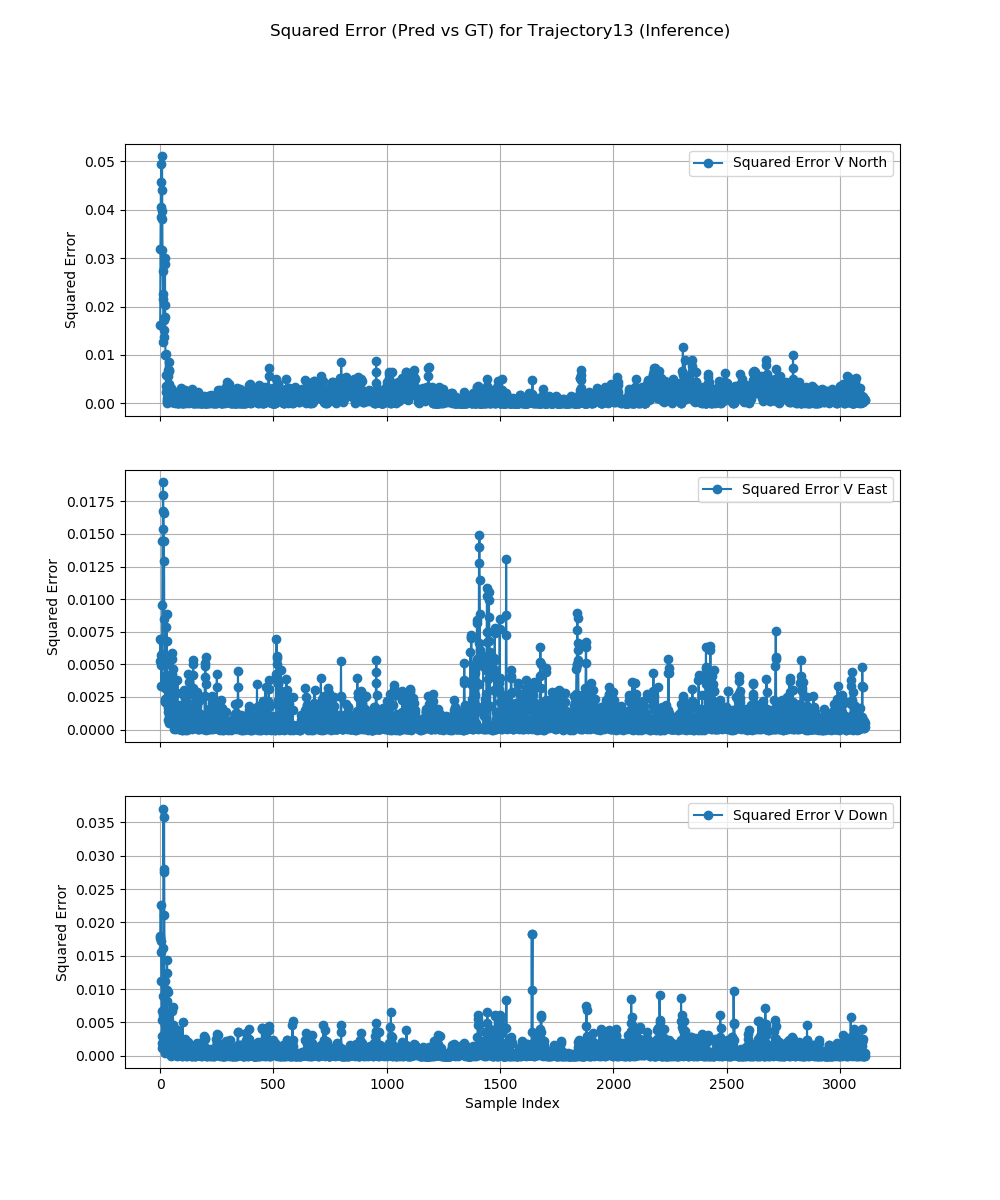 Squared Error (Pred vs GT) for Trajectory13 (Inference)
Squared Error V North
0.05
0.04
0.03
0.02
0.01
0.00
Squared Error
Squared Error V East
0.0175
0.0150
0.0125
0.0100
0.0075
0.0050
0.0025
0.0000
Squared Error
Squared Error V Down
0.035
0.030
0.025
0.020
0.015
0.010
0.005
0.000
Squared Error
0 500 1000 1500 2000 2500 3000
Sample Index